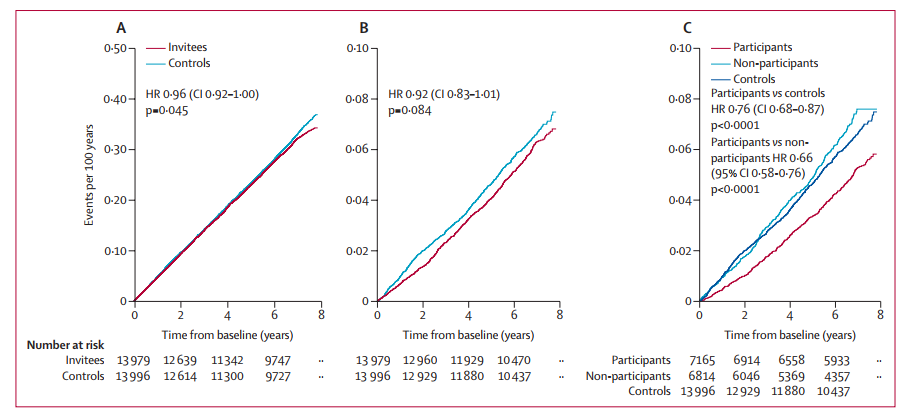 A
0·50
0·40
0·30
0·20
0·10
0
Events per 100 years
Invitees
Controls
HR 0·96 (CI 0·92–1·00)
p=0·045
0 2 4 6 8
Time from baseline (years)
B
0·10
0·08
0·06
0·04
0·02
0
HR 0·92 (CI 0·83–1·01)
p=0·084
0 2 4 6 8
Time from baseline (years)
C
0·10
0·08
0·06
0·04
0·02
0
Participants
Non-participants
Controls
Participants vs controls
HR 0·76 (CI 0·68–0·87)
p<0·0001
Participants vs non-
participants HR 0·66
(95% CI 0·58–0·76)
p<0·0001
0 2 4 6 8
Time from baseline (years)
Number at risk
Invitees 13 979 12 639 11 342 9747 ..
Controls 13 996 12 614 11 300 9727 ..
13 979 12 960 11 929 10 470 ..
13 996 12 929 11 880 10 437 ..
Participants 7165 6914 6558 5933 ..
Non-participants 6814 6046 5369 4357 ..
Controls 13 996 12 929 11 880 10 437